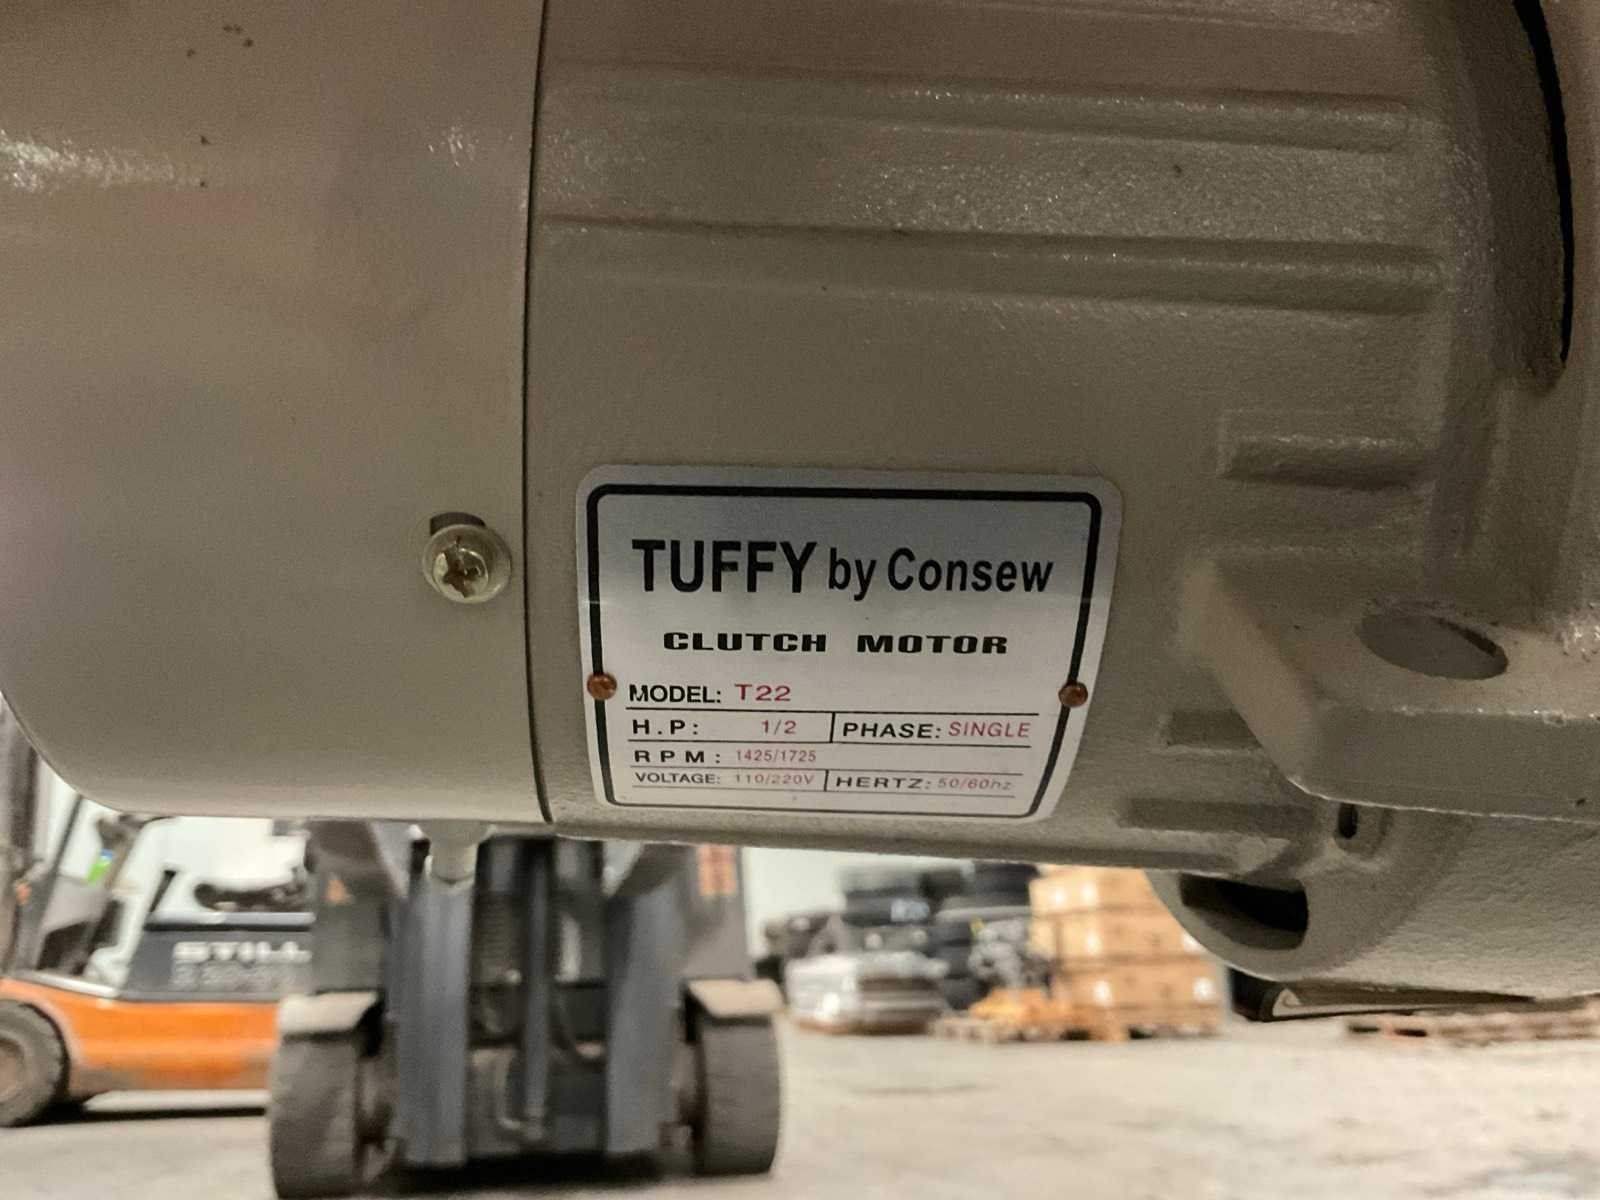 TUFFY by Consew
CLUTCH MOTOR
MODEL: T22
H.P: 1/2 PHASE: SINGLE
RPM: 1425/1725
VOLTAGE: 110/220V HERTZ: 50/60hz
STILL